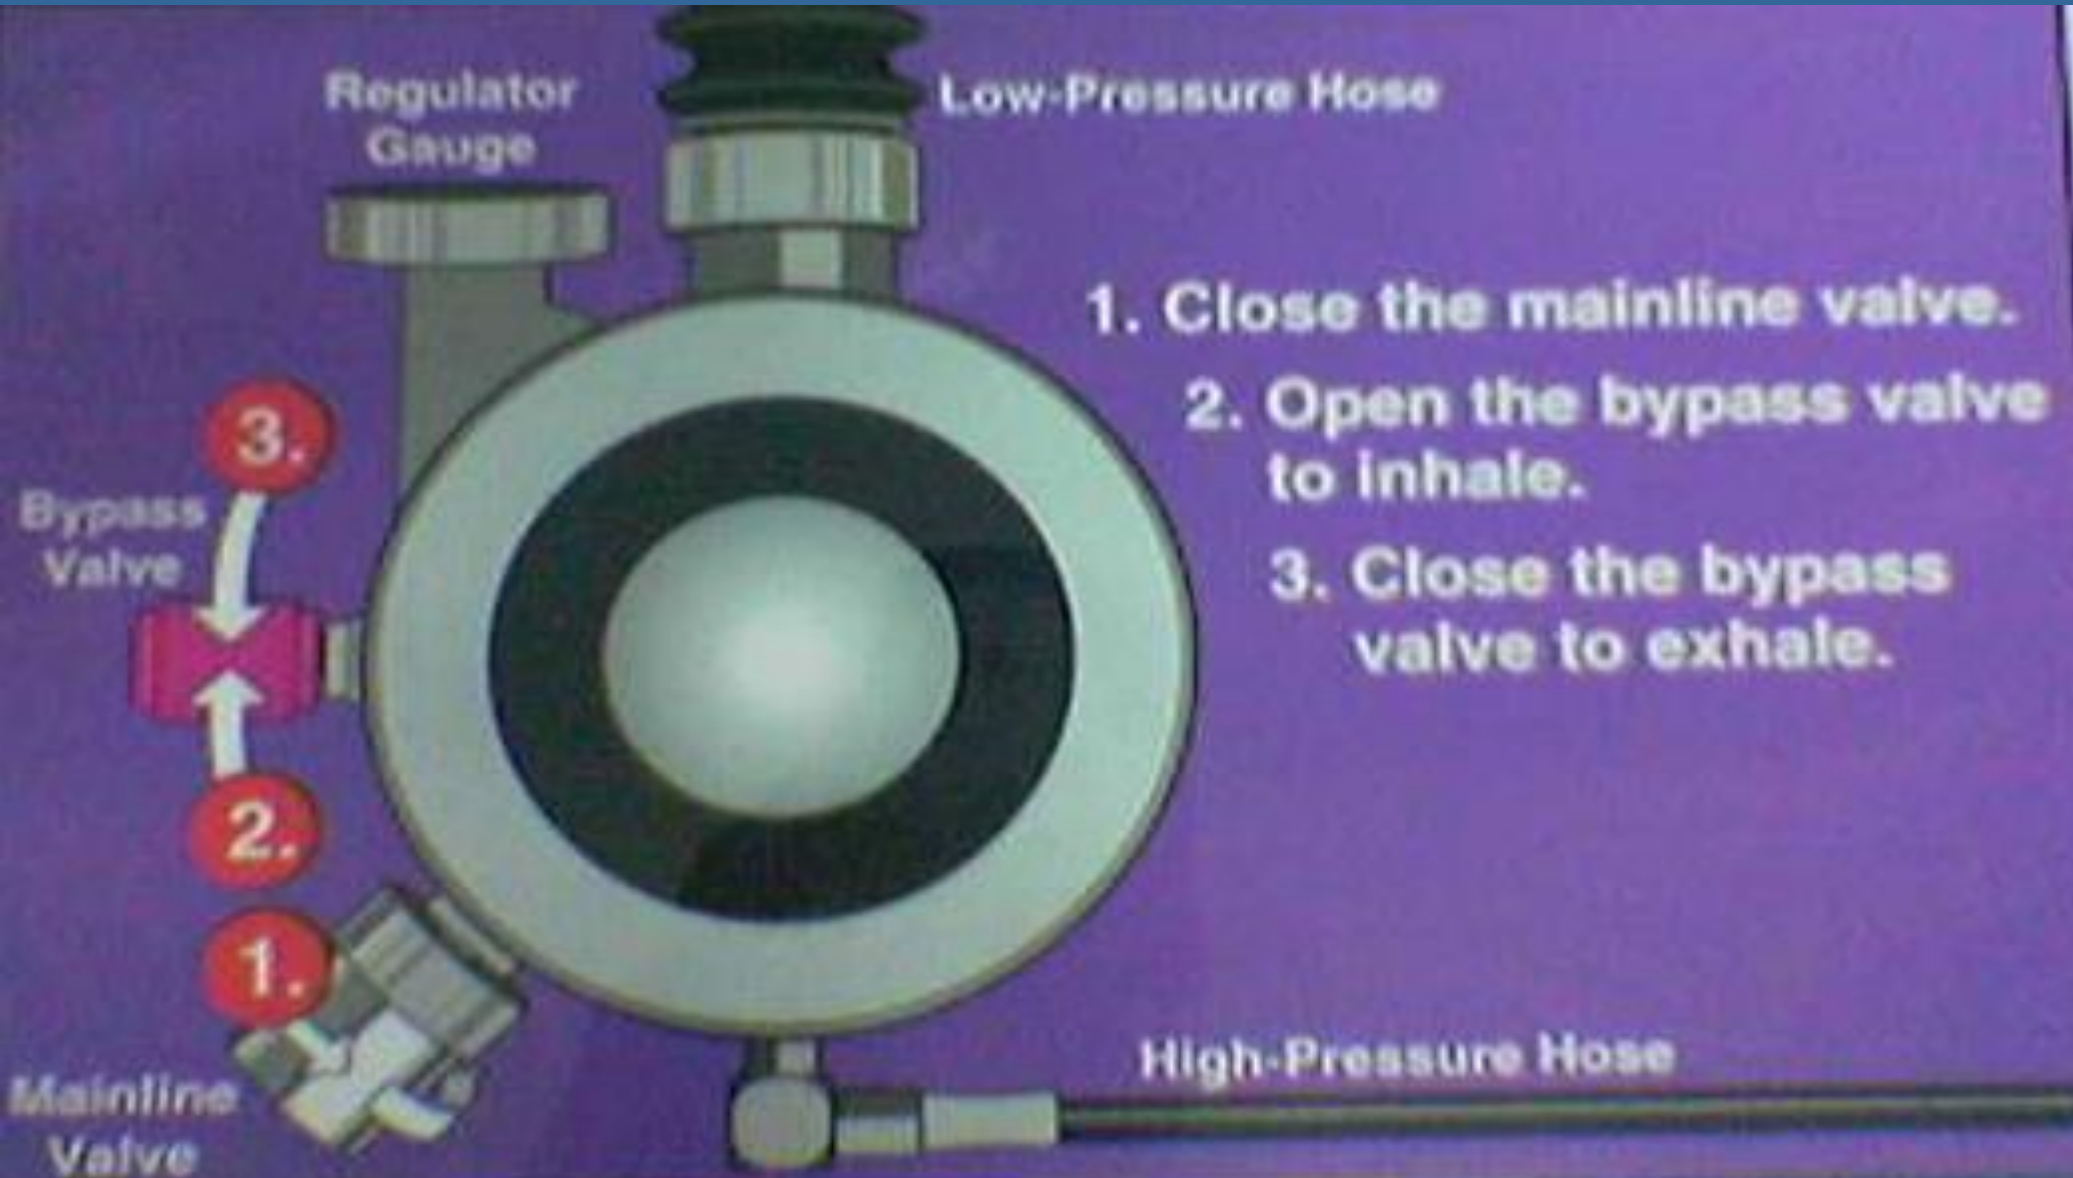 Regulator
Gauge
Low-Pressure Hose
1. Close the mainline valve.
2. Open the bypass valve
to inhale.
3. Close the bypass
valve to exhale.
3.
Bypass
Valve
2.
1.
Mainline
Valve
High-Pressure Hose